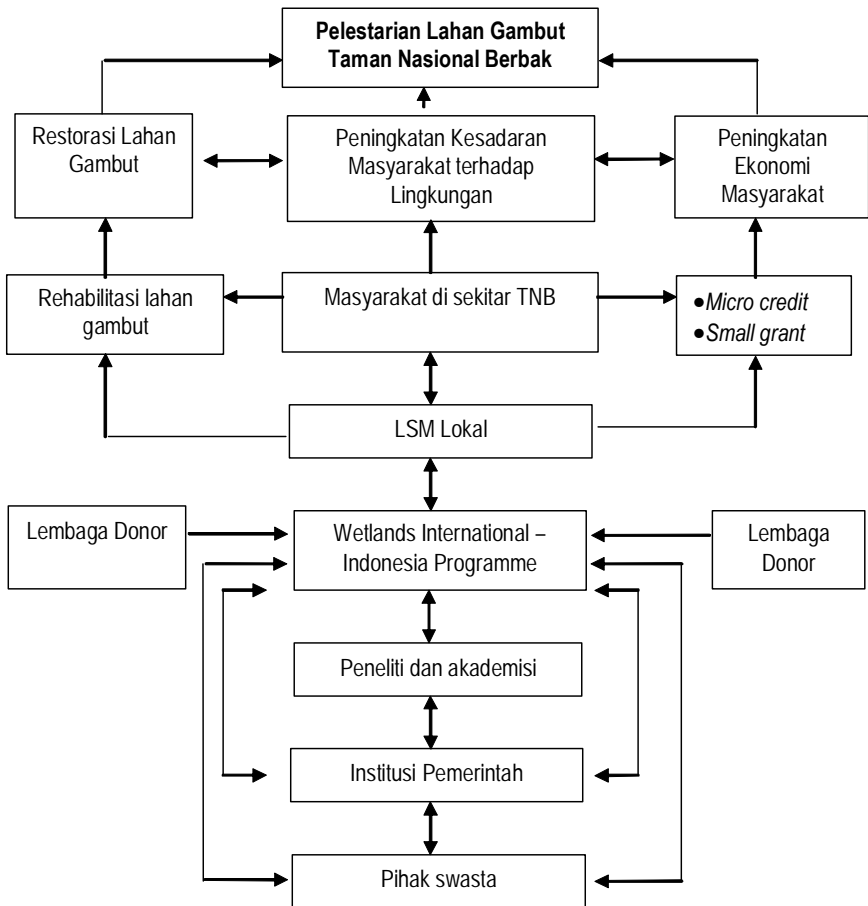 Pelestarian Lahan Gambut
Taman Nasional Berbak
Restorasi Lahan
Gambut
Peningkatan Kesadaran
Masyarakat terhadap
Lingkungan
Peningkatan
Ekonomi
Masyarakat
Rehabilitasi lahan
gambut
Masyarakat di sekitar TNB
•Micro credit
•Small grant
LSM Lokal
Lembaga Donor
Wetlands International –
Indonesia Programme
Lembaga
Donor
Peneliti dan akademisi
Institusi Pemerintah
Pihak swasta